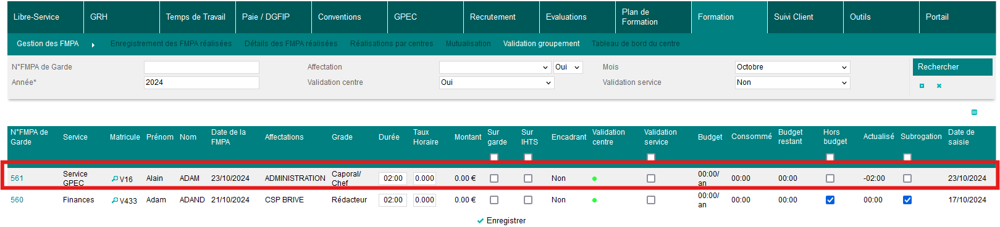 Libre-Service GRH Temps de Travail Paie / DGFIP Conventions GPEC Recrutement Evaluations Plan de Formation Formation Suivi Client Outils Portail
Gestion des FMPA Enregistrement des FMPA réalisées Détails des FMPA réalisées Réalisations par centres Mutualisation Validation groupement Tableau de bord du centre
N°FMPA de Garde Affectation Oui Mois Octobre Rechercher
Année* 2024 Validation centre Oui Validation service Non
N°FMPA de Garde Service Matricule Prénom Nom Date de la FMPA Affectations Grade Durée Taux Horaire Montant Sur garde Sur IHTS Encadrant Validation centre Validation service Budget Consommé Budget restant Hors budget Actualisé Subrogation Date de saisie
561 Service GPEC V16 Alain ADAM 23/10/2024 ADMINISTRATION Caporal/ Chef 02:00 0.000 0.00 € Non 00:00/ an 00:00 00:00 -02:00 23/10/2024
560 Finances V433 Adam ADAND 21/10/2024 CSP BRIVE Rédacteur 02:00 0.000 0.00 € Non 00:00/ an 00:00 00:00 00:00 17/10/2024
Enregistrer